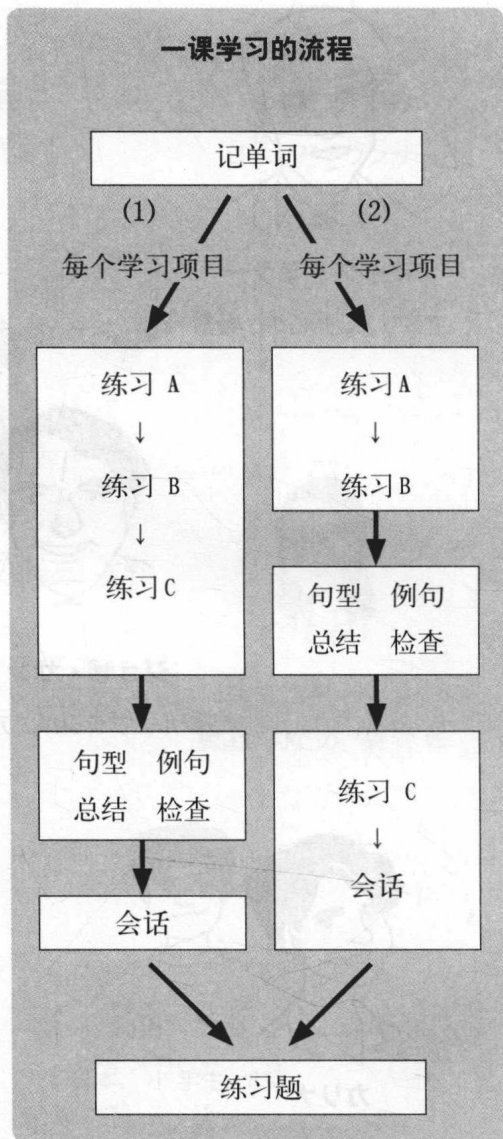 一课学习的流程
记单词
(1) (2)
每个学习项目 每个学习项目
练习 A
↓
练习 B
↓
练习C
句型 例句
总结 检查
会话
练习A
↓
练习B
句型 例句
总结 检查
练习 C
↓
会话
练习题